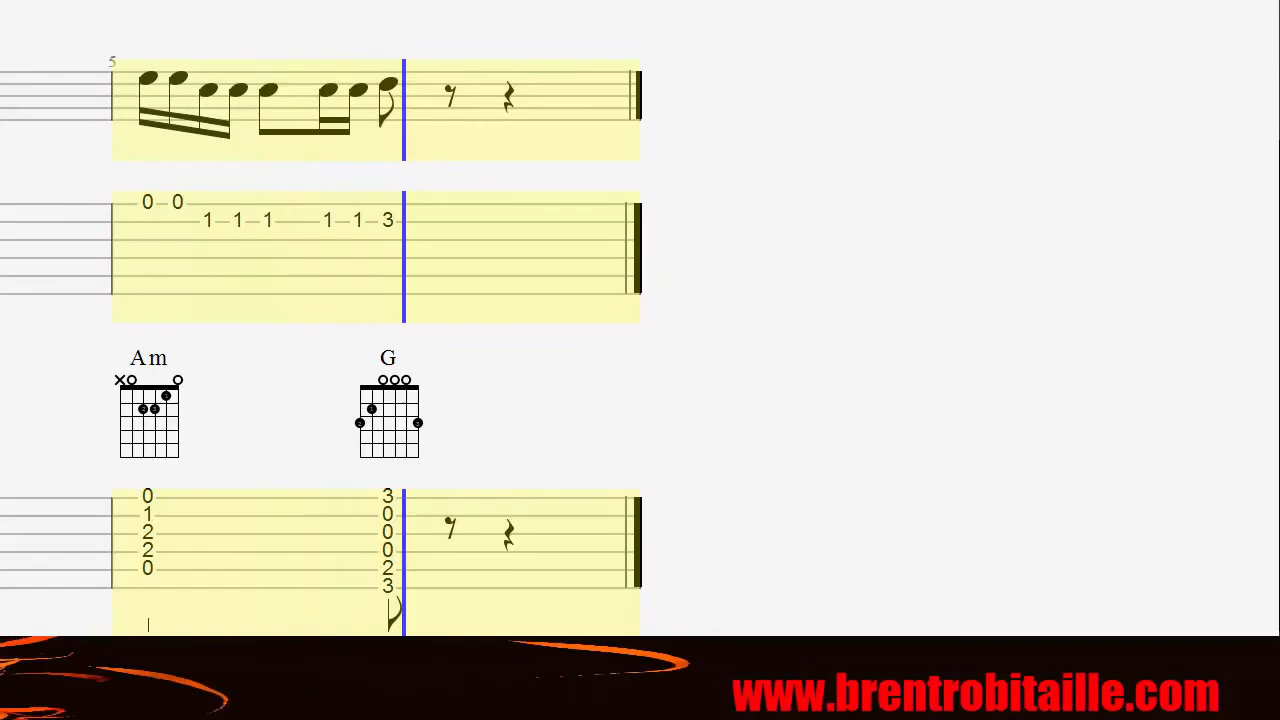 5
0 0
1 1 1 1 1 3
Am G
0 3
1 0
2 0
2 0
0 2
3
www.brentrobitaille.com